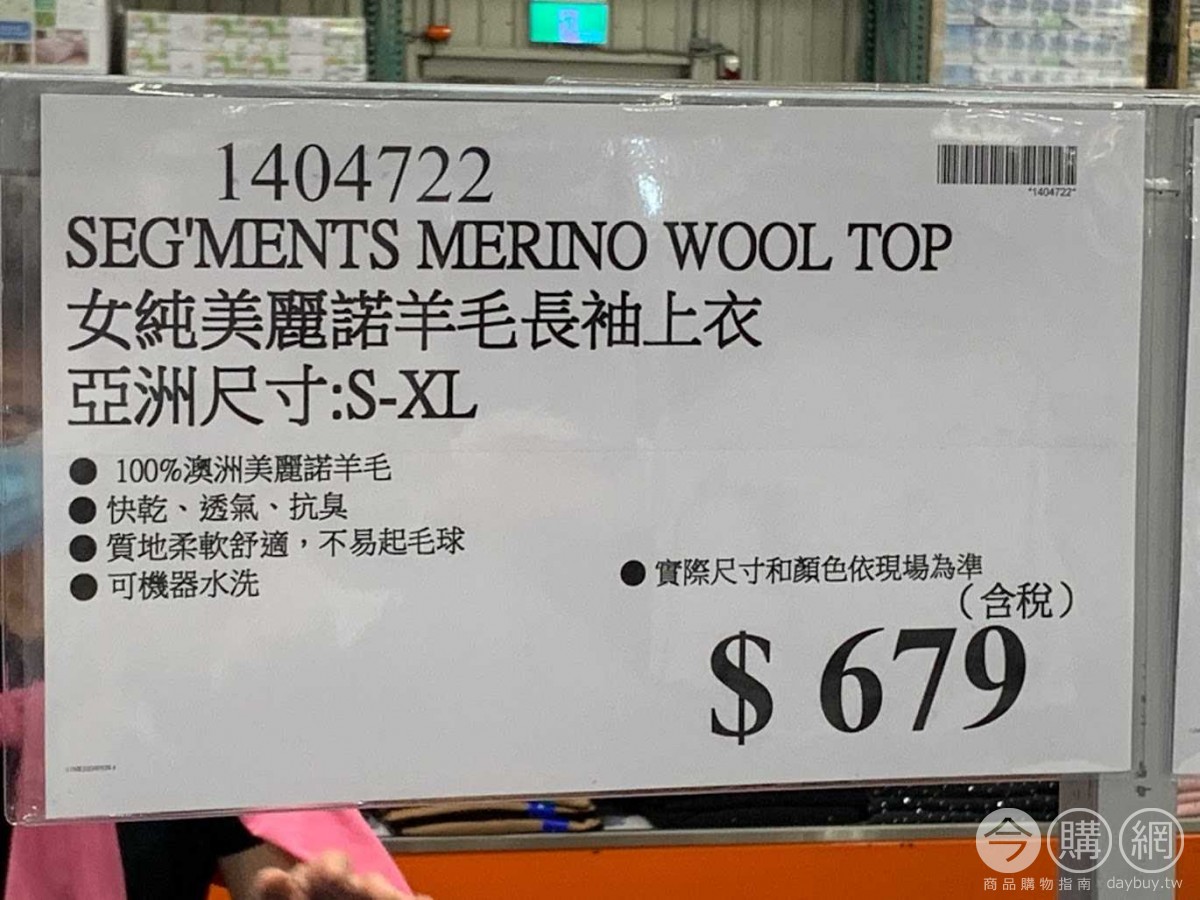 1404722
*1404722*
SEG'MENTS MERINO WOOL TOP
女純美麗諾羊毛長袖上衣
亞洲尺寸:S-XL
● 100%澳洲美麗諾羊毛
● 快乾、透氣、抗臭
● 質地柔軟舒適，不易起毛球
● 可機器水洗
● 實際尺寸和顏色依現場為準
（含稅）
$ 679
今購網
商品購物指南 daybuy.tw